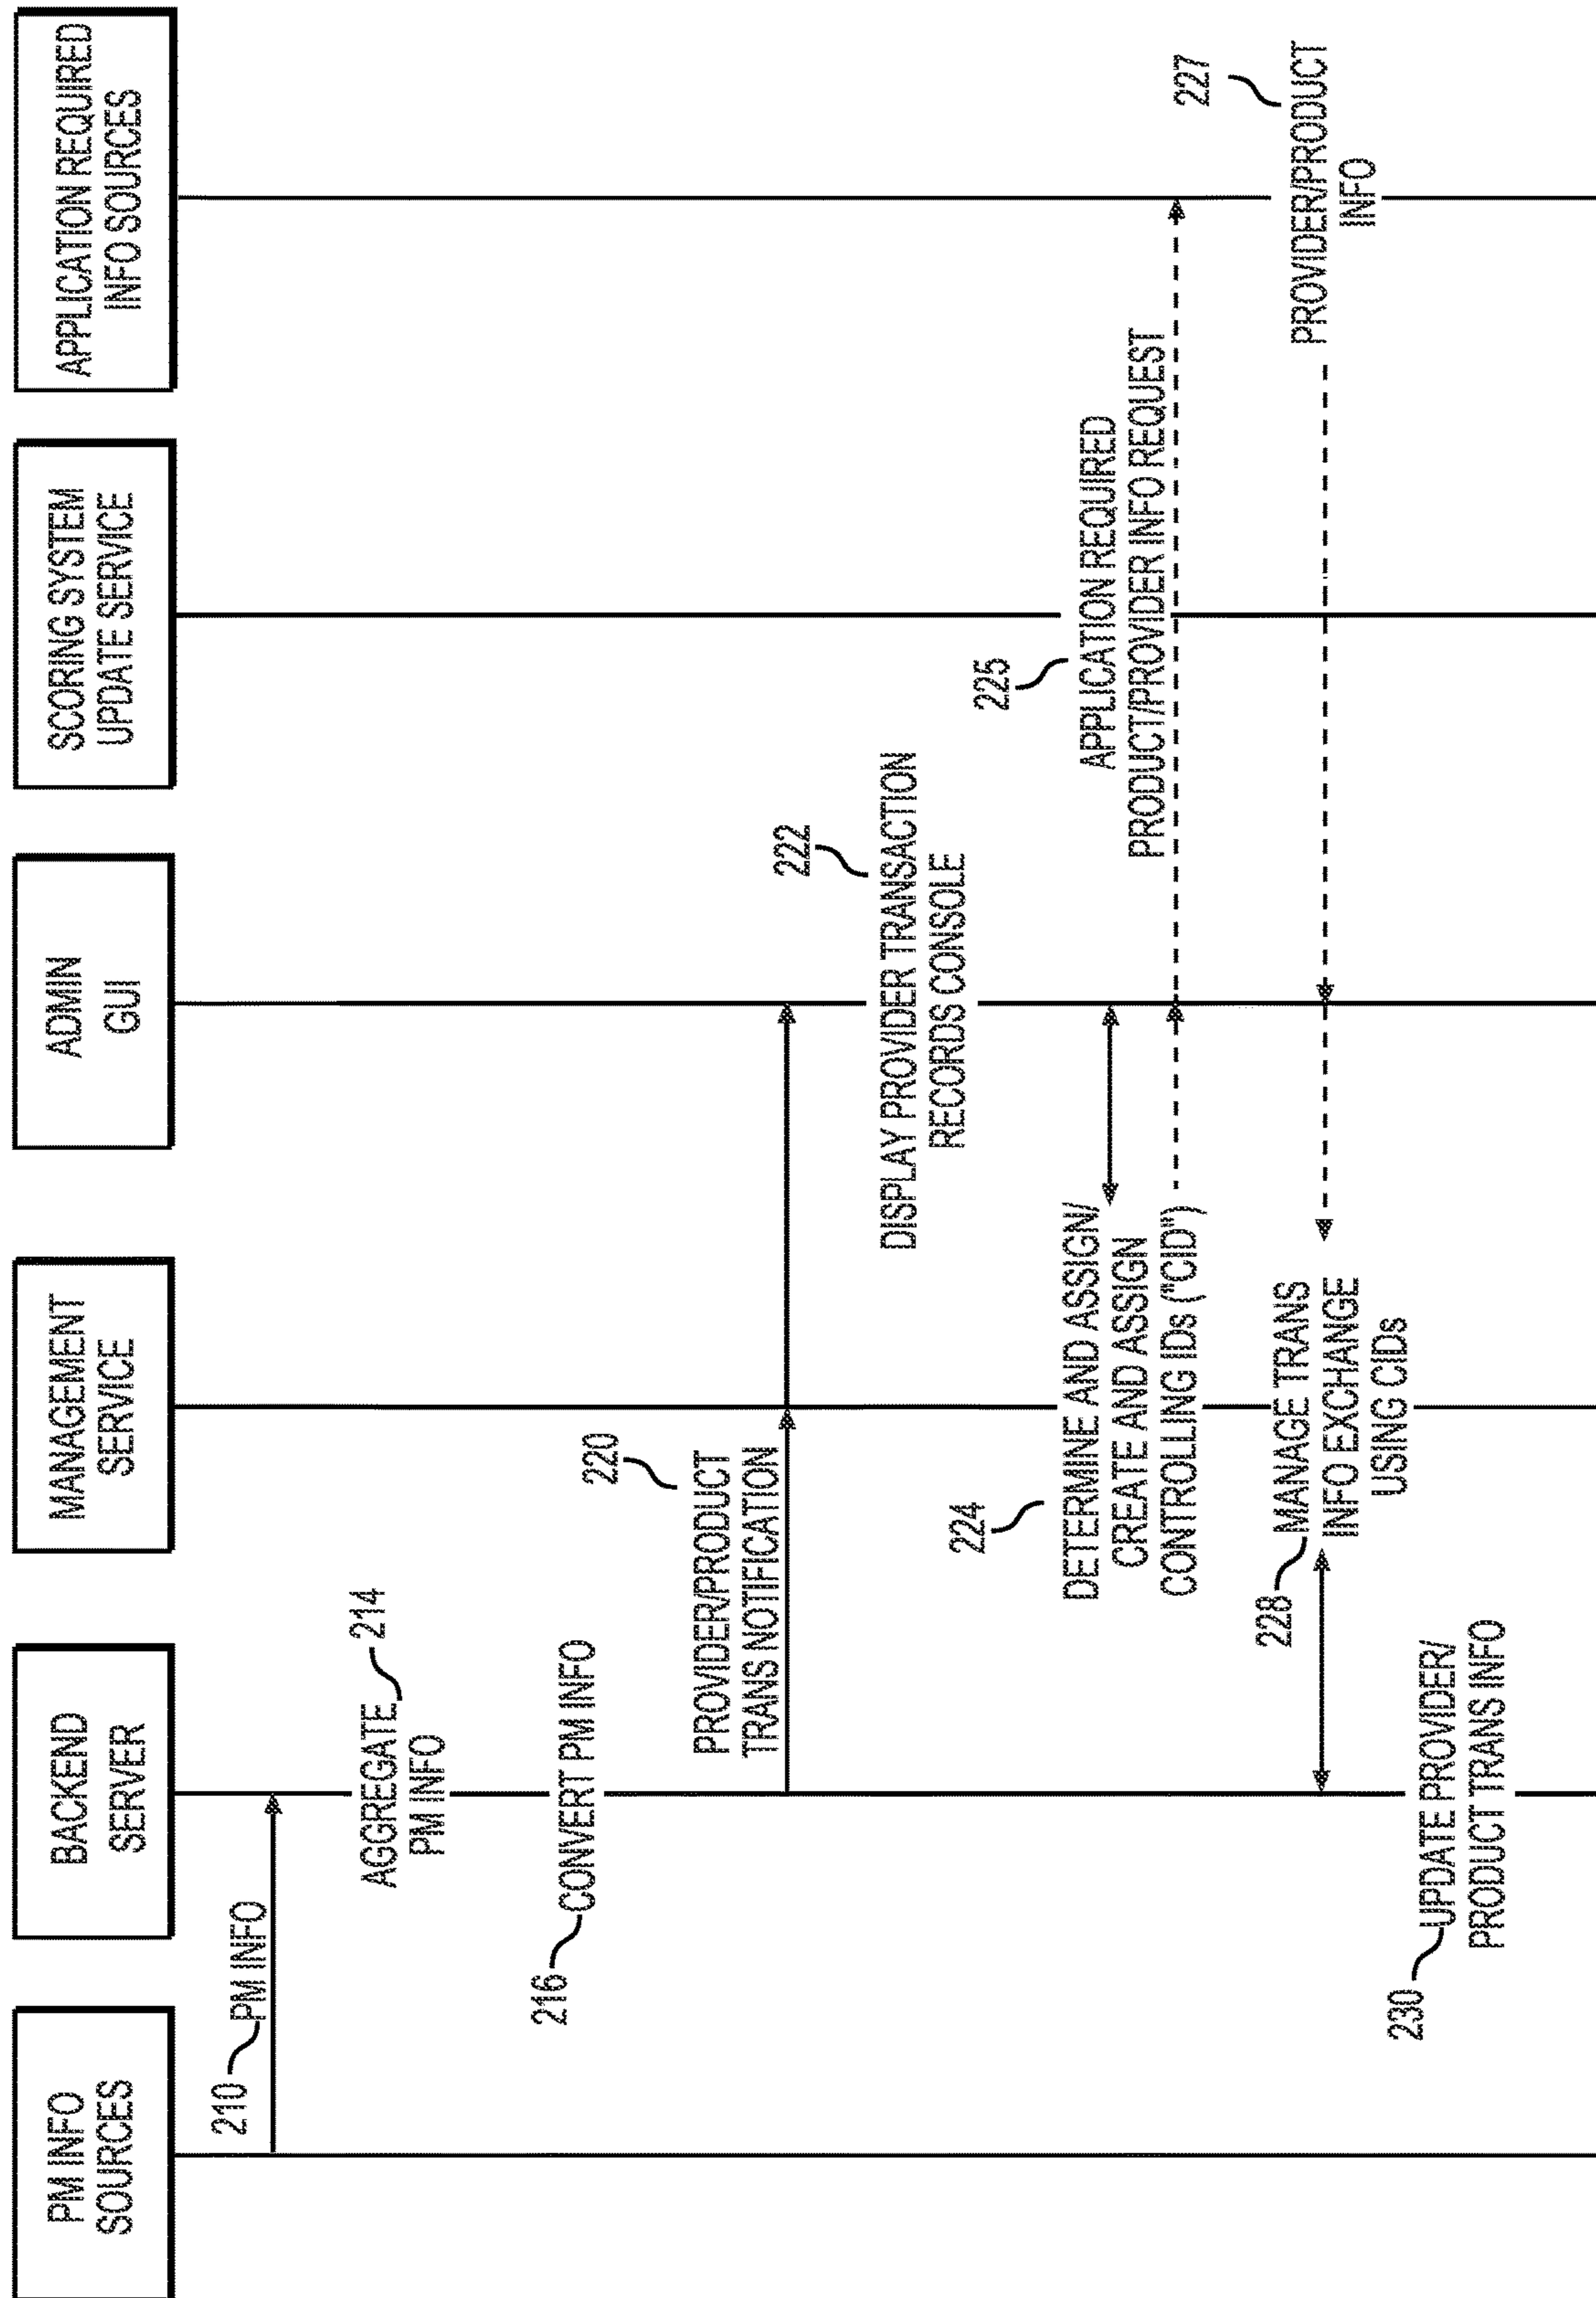 PM INFO
SOURCES
BACKEND
SERVER
MANAGEMENT
SERVICE
ADMIN
GUI
SCORING SYSTEM
UPDATE SERVICE
APPLICATION REQUIRED
INFO SOURCES
210
PM INFO
AGGREGATE
PM INFO
214
216
CONVERT PM INFO
220
PROVIDER/PRODUCT
TRANS NOTIFICATION
222
DISPLAY PROVIDER TRANSACTION
RECORDS CONSOLE
224
DETERMINE AND ASSIGN/
CREATE AND ASSIGN
CONTROLLING IDs ("CID")
225
APPLICATION REQUIRED
PRODUCT/PROVIDER INFO REQUEST
227
PROVIDER/PRODUCT
INFO
228
MANAGE TRANS
INFO EXCHANGE
USING CIDs
230
UPDATE PROVIDER/
PRODUCT TRANS INFO